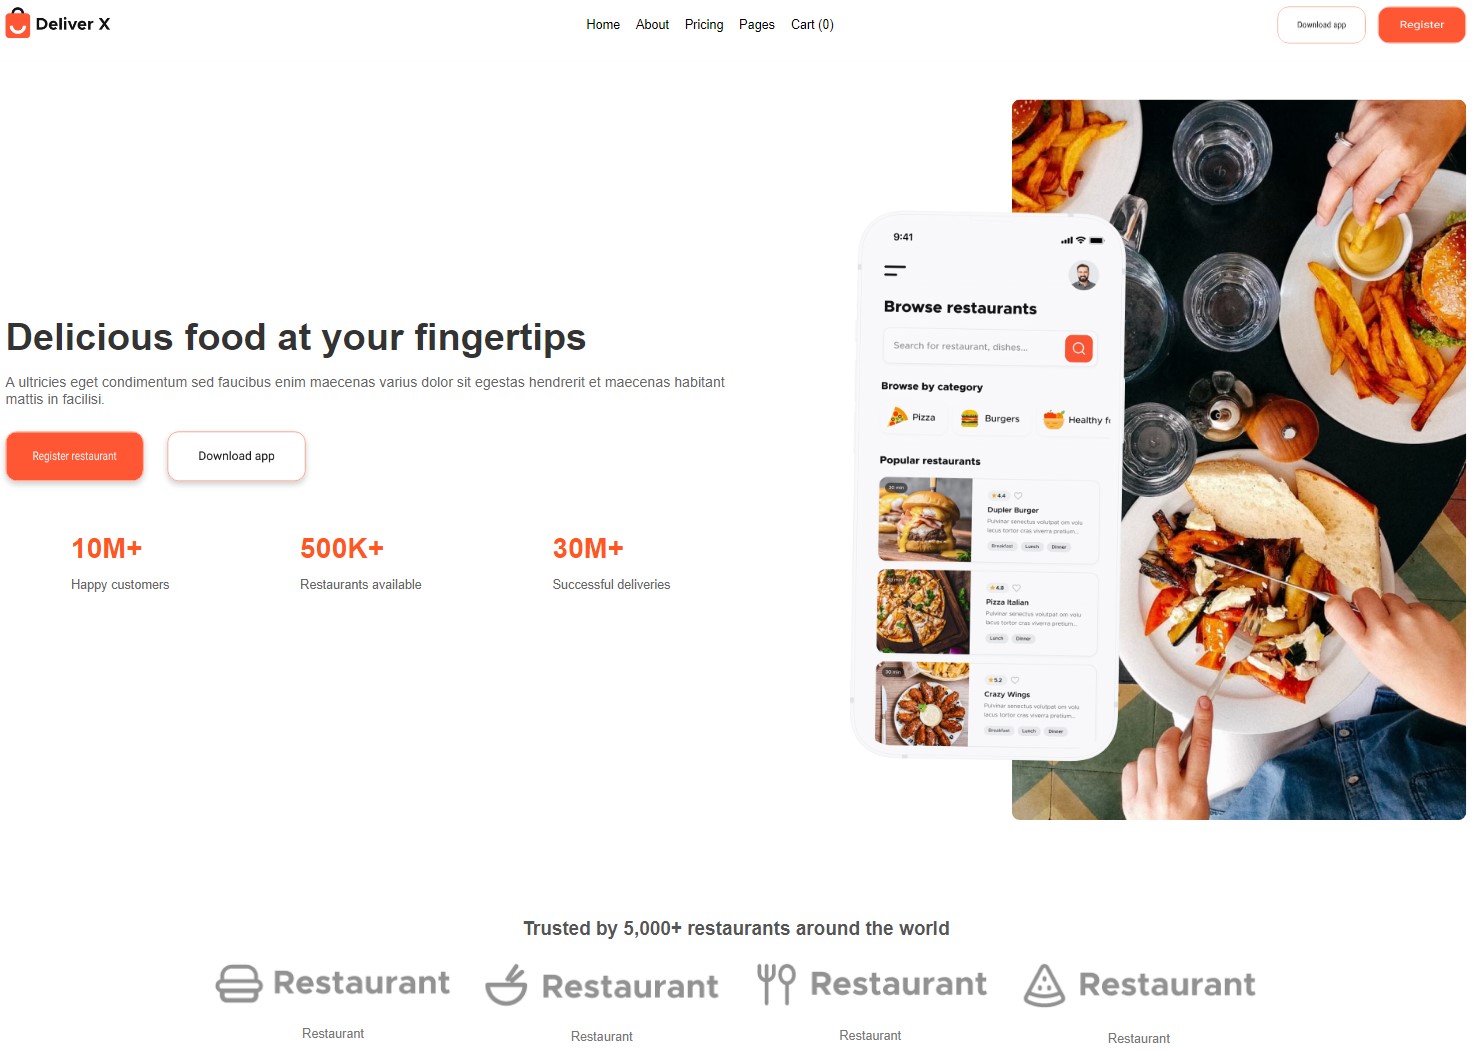 Deliver X
Home About Pricing Pages Cart (0)
Download app
Register
Delicious food at your fingertips
A ultricies eget condimentum sed faucibus enim maecenas varius dolor sit egestas hendrerit et maecenas habitant
mattis in facilisi.
Register restaurant
Download app
10M+
Happy customers
500K+
Restaurants available
30M+
Successful deliveries
9:41
Browse restaurants
Search for restaurant, dishes...
Browse by category
Pizza
Burgers
Healthy fo
Popular restaurants
20 min
4.4
Dupler Burger
Pulvinar senectus volutpat om volu
lacus tortor cras viverra pretium...
Breakfast Lunch Dinner
4.8
Pizza Italian
Pulvinar senectus volutpat om volu
lacus tortor cras viverra pretium...
Lunch Dinner
20 min
5.2
Crazy Wings
Pulvinar senectus volutpat om volu
lacus tortor cras viverra pretium...
Breakfast Lunch Dinner
Trusted by 5,000+ restaurants around the world
Restaurant
Restaurant
Restaurant
Restaurant
Restaurant
Restaurant
Restaurant
Restaurant